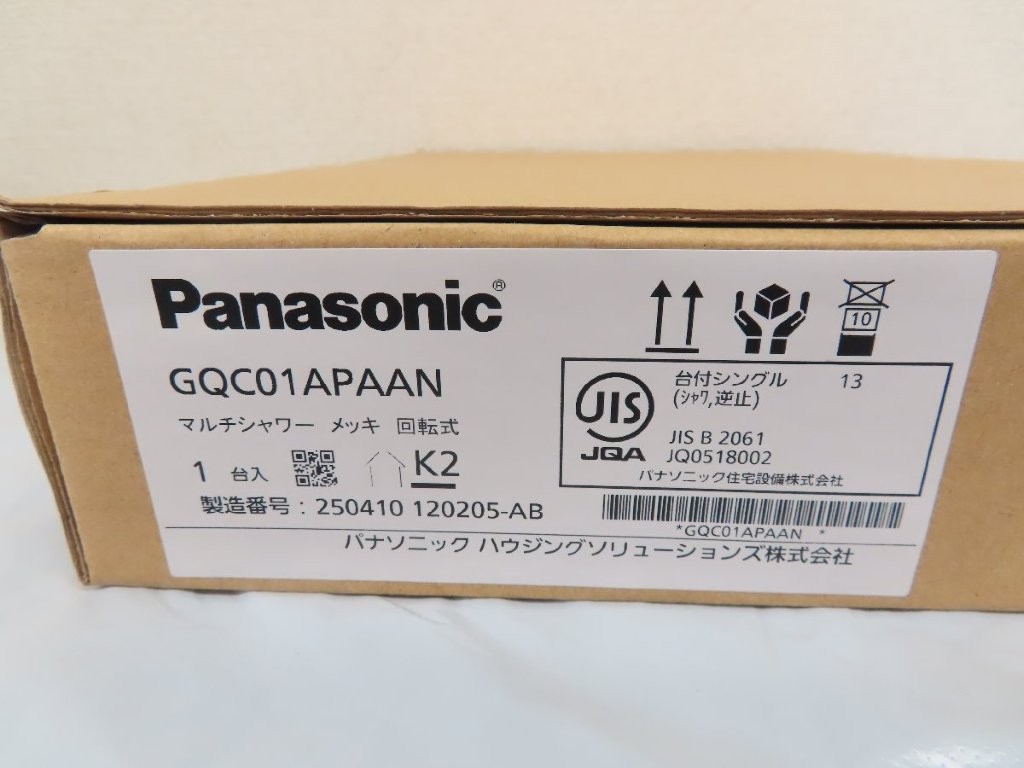 Panasonic®
GQC01APAAN
マルチシャワー メッキ 回転式
1 台入 K2
製造番号：250410 120205-AB
10
JIS
JQA
台付シングル 13
(ｼｬﾜ,逆止)
JIS B 2061
JQ0518002
パナソニック住宅設備株式会社
*GQC01APAAN *
パナソニック ハウジングソリューションズ株式会社